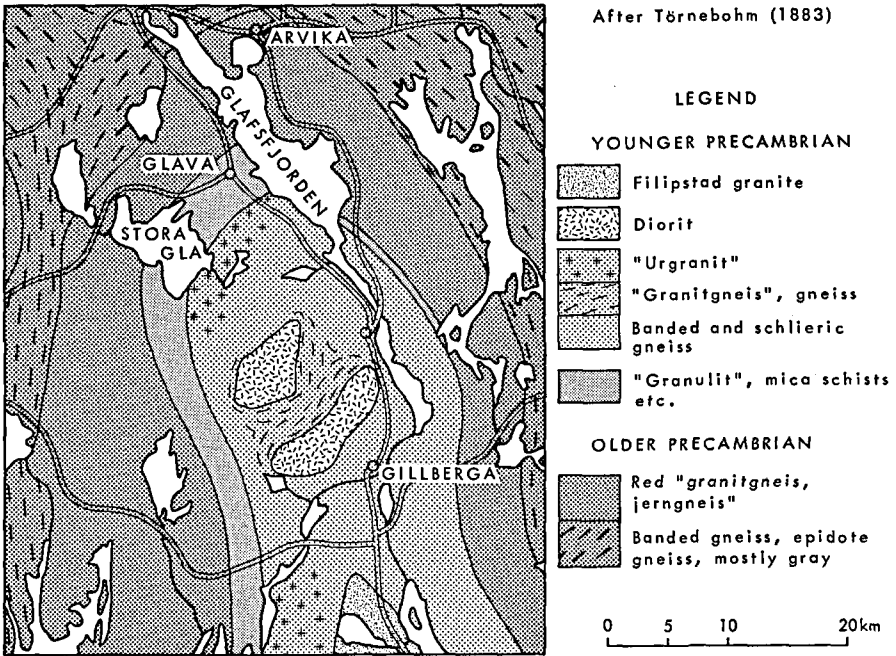 ARVIKA
GLAFSFJORDEN
GLAVA
STORA
GLA
GILLBERGA
After Törnebohm (1883)
LEGEND
YOUNGER PRECAMBRIAN
Filipstad granite
Diorit
"Urgranit"
"Granitgneis", gneiss
Banded and schlieric
gneiss
"Granulit", mica schists
etc.
OLDER PRECAMBRIAN
Red "granitgneis,
jerngneis"
Banded gneiss, epidote
gneiss, mostly gray
0 5 10 20 km